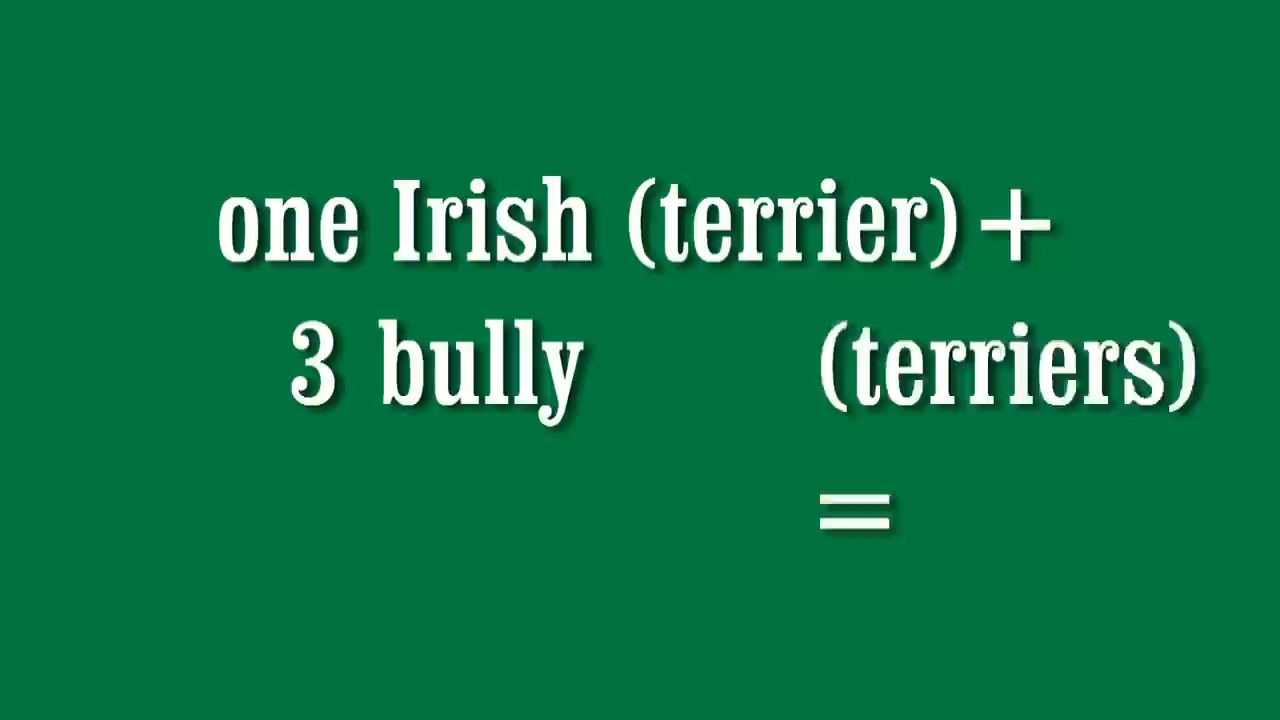 one Irish (terrier) +
3 bully (terriers)
=